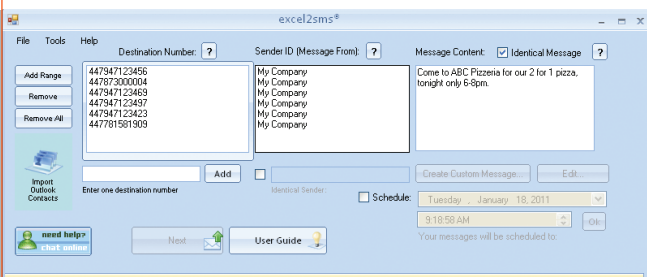 excel2sms®
File Tools Help
Destination Number: ?
Sender ID (Message From): ?
Message Content: Identical Message ?
Add Range
Remove
Remove All
447947123456
447873000004
447947123469
447947123497
447947123423
447781581909
My Company
My Company
My Company
My Company
My Company
My Company
Come to ABC Pizzeria for our 2 for 1 pizza,
tonight only 6-8pm.
Import
Outlook
Contacts
Add
Enter one destination number
Identical Sender:
Create Custom Message...
Edit...
Schedule:
Tuesday , January 18, 2011
9:18:58 AM
Ok
Your messages will be scheduled to:
need help?
chat online
Next
User Guide